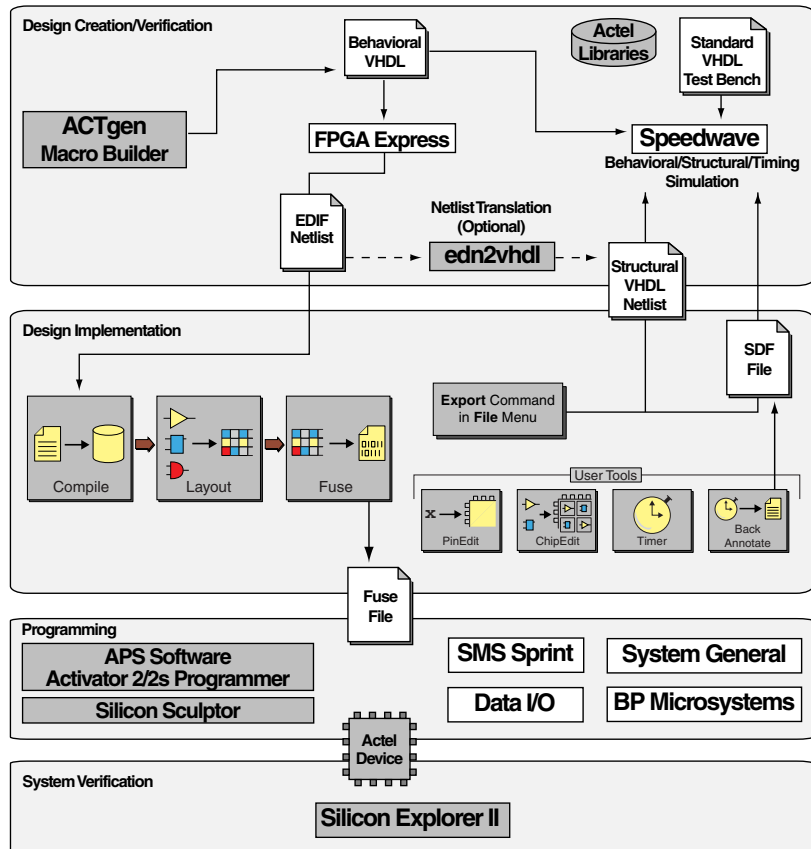 Design Creation/Verification
Behavioral
VHDL
Actel
Libraries
Standard
VHDL
Test Bench
ACTgen
Macro Builder
FPGA Express
Speedwave
Behavioral/Structural/Timing
Simulation
EDIF
Netlist
Netlist Translation
(Optional)
edn2vhdl
Structural
VHDL
Netlist
Design Implementation
SDF
File
Export Command
in File Menu
01011
10111
Compile
Layout
Fuse
User Tools
x
PinEdit
ChipEdit
Timer
Back
Annotate
Fuse
File
Programming
APS Software
Activator 2/2s Programmer
Silicon Sculptor
SMS Sprint
System General
Data I/O
BP Microsystems
Actel
Device
System Verification
Silicon Explorer II